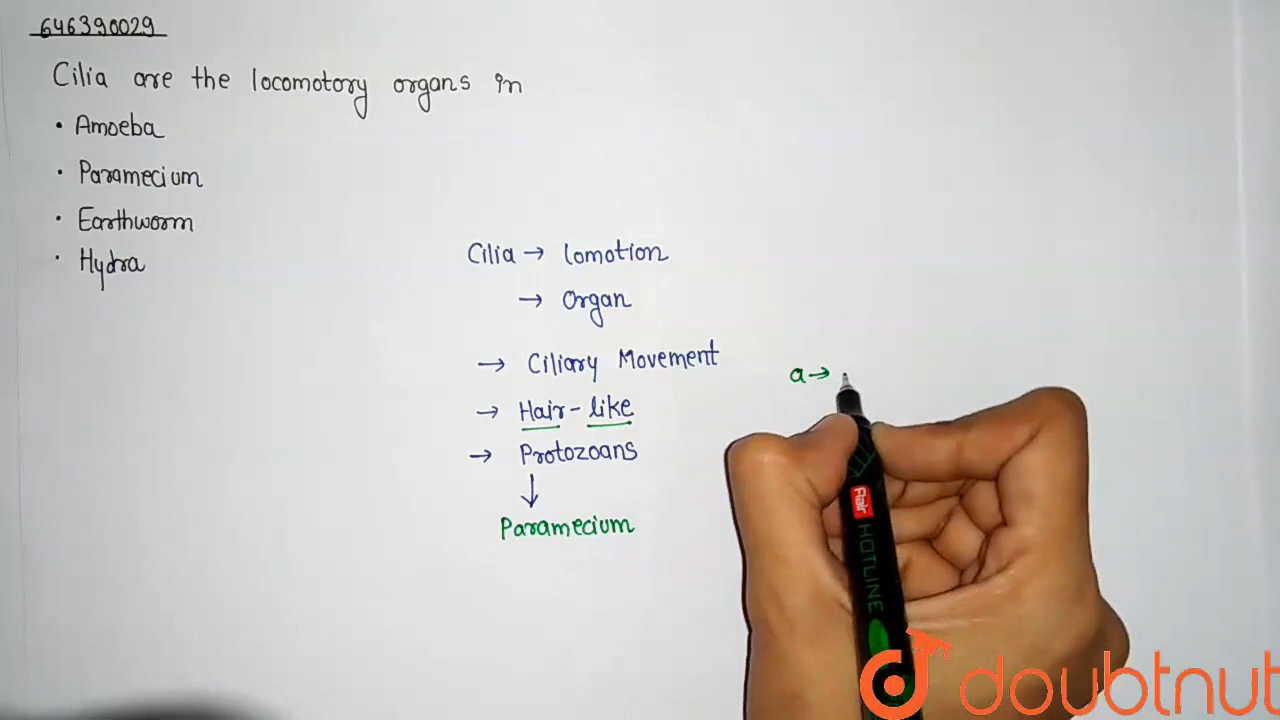 646390029
Cilia are the locomotory organs in
• Amoeba
• Paramecium
• Earthworm
• Hydra
Cilia → lomotion
→ Organ
→ Ciliary Movement
→ Hair-like
→ Protozoans
↓
Paramecium
a →
Flair
HOTLINE
doubtnut